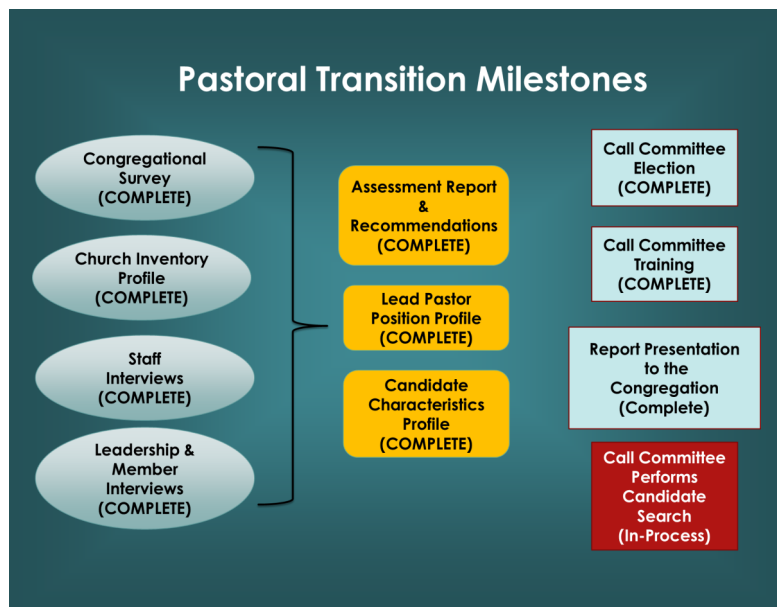 Pastoral Transition Milestones
Congregational
Survey
(COMPLETE)
Church Inventory
Profile
(COMPLETE)
Staff
Interviews
(COMPLETE)
Leadership &
Member
Interviews
(COMPLETE)
Assessment Report
&
Recommendations
(COMPLETE)
Lead Pastor
Position Profile
(COMPLETE)
Candidate
Characteristics
Profile
(COMPLETE)
Call Committee
Election
(COMPLETE)
Call Committee
Training
(COMPLETE)
Report Presentation
to the
Congregation
(Complete)
Call Committee
Performs
Candidate
Search
(In-Process)